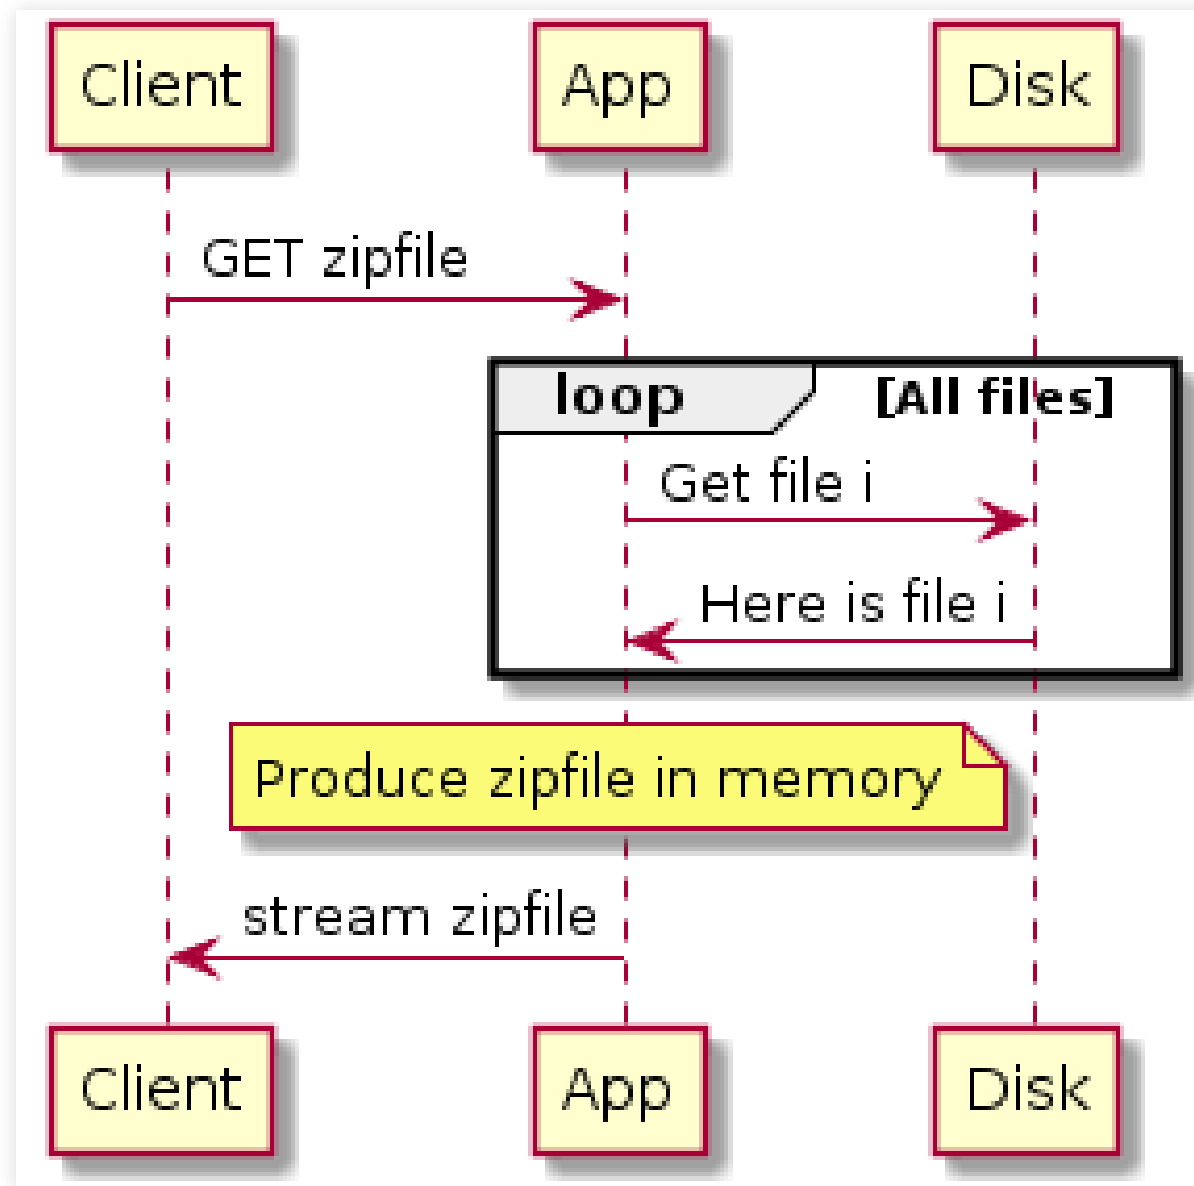 Client
App
Disk
GET zipfile
loop
[All files]
Get file i
Here is file i
Produce zipfile in memory
stream zipfile
Client
App
Disk